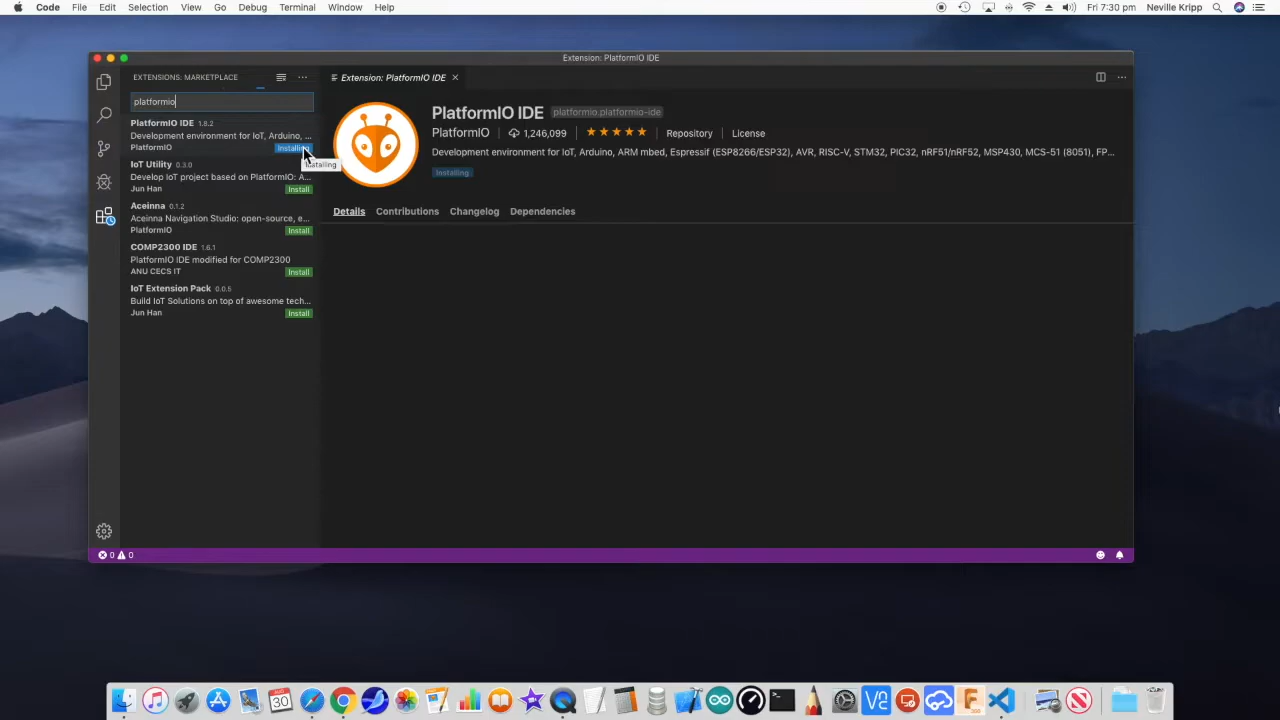 Code File Edit Selection View Go Debug Terminal Window Help
Fri 7:30 pm Neville Kripp
Extension: PlatformIO IDE
EXTENSIONS: MARKETPLACE
Extension: PlatformIO IDE
platformio
PlatformIO IDE 1.8.2
Development environment for IoT, Arduino, ...
PlatformIO Installing
Installing
IoT Utility 0.3.0
Develop IoT project based on PlatformIO: A...
Jun Han Install
Aceinna 0.1.2
Aceinna Navigation Studio: open-source, e...
PlatformIO Install
COMP2300 IDE 1.6.1
PlatformIO IDE modified for COMP2300
ANU CECS IT Install
IoT Extension Pack 0.0.5
Build IoT Solutions on top of awesome tech...
Jun Han Install
PlatformIO IDE platformio.platformio-ide
PlatformIO 1,246,099 Repository License
Development environment for IoT, Arduino, ARM mbed, Espressif (ESP8266/ESP32), AVR, RISC-V, STM32, PIC32, nRF51/nRF52, MSP430, MCS-51 (8051), FP...
Installing
Details Contributions Changelog Dependencies
0 0
AUG
30